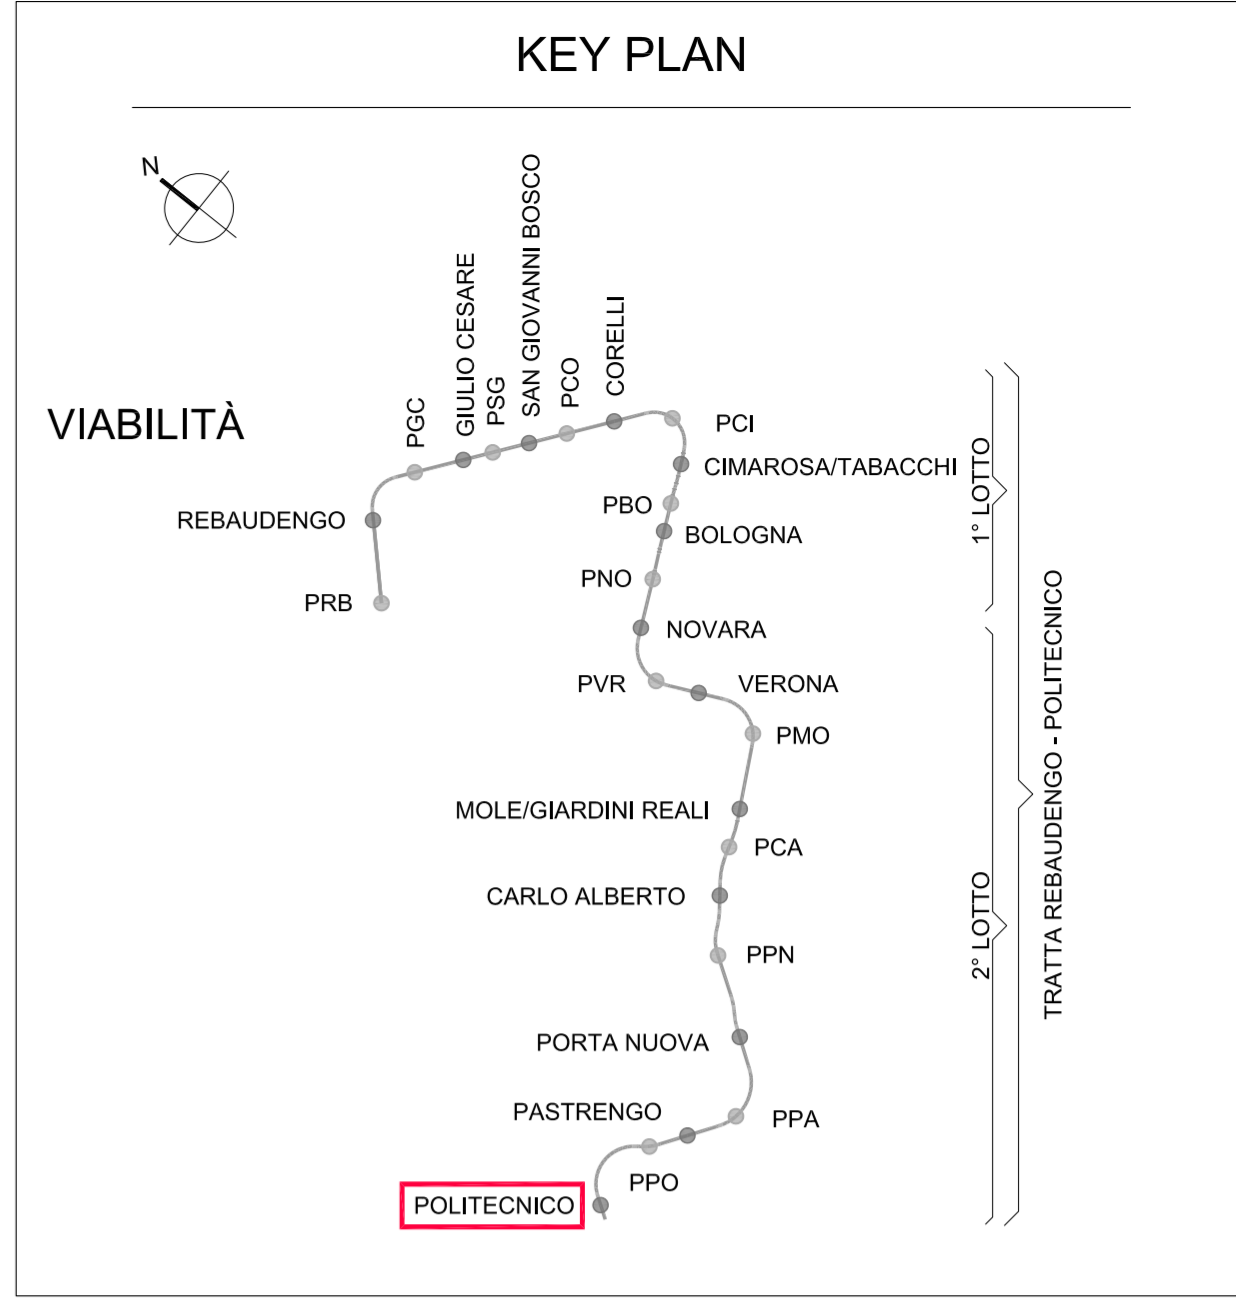 KEY PLAN
N
VIABILITÀ
PGC
GIULIO CESARE
PSG
SAN GIOVANNI BOSCO
PCO
CORELLI
PCI
CIMAROSA/TABACCHI
REBAUDENGO
PBO
BOLOGNA
PRB
PNO
NOVARA
PVR
VERONA
PMO
MOLE/GIARDINI REALI
PCA
CARLO ALBERTO
PPN
PORTA NUOVA
PASTRENGO
PPA
PPO
POLITECNICO
1° LOTTO
2° LOTTO
TRATTA REBAUDENGO - POLITECNICO